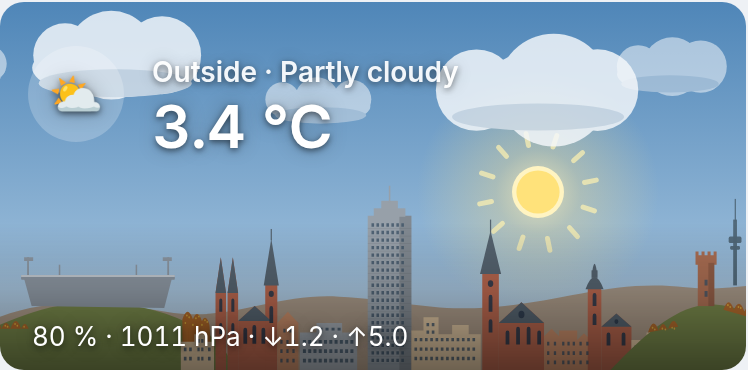 Outside · Partly cloudy
3.4 °C
80 % · 1011 hPa · ↓1.2 · ↑5.0